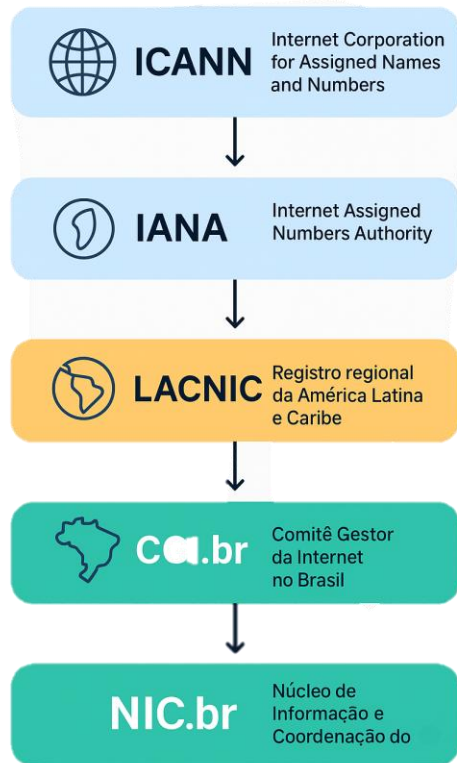 ICANN
Internet Corporation
for Assigned Names
and Numbers
IANA
Internet Assigned
Numbers Authority
LACNIC
Registro regional
da América Latina
e Caribe
Comitê Gestor
da Internet
no Brasil
NIC.br
Núcleo de
Informação e
Coordenação do